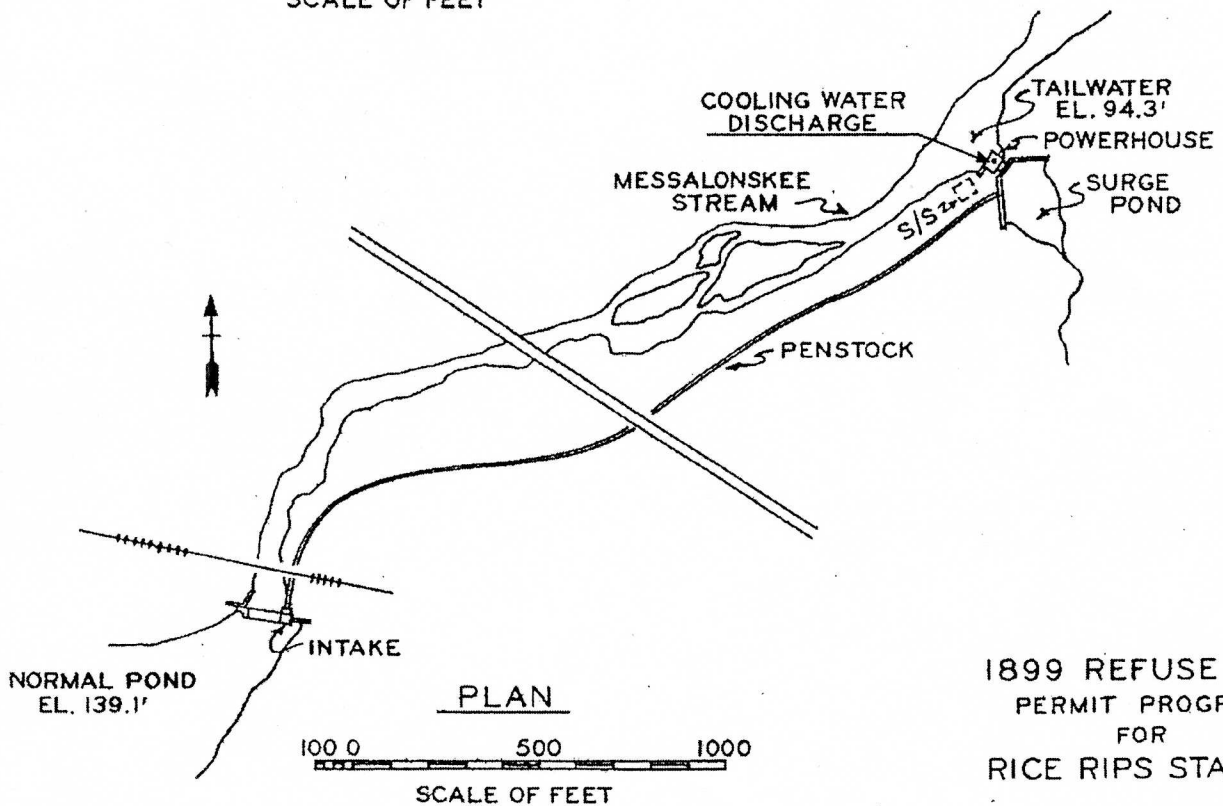 SCALE OF FEET
COOLING WATER
DISCHARGE
TAILWATER
EL. 94.3'
POWERHOUSE
MESSALONSKEE
STREAM
S/S
SURGE
POND
PENSTOCK
INTAKE
NORMAL POND
EL. 139.1'
PLAN
100 0 500 1000
SCALE OF FEET
1899 REFUSE
PERMIT PROGR
FOR
RICE RIPS STA